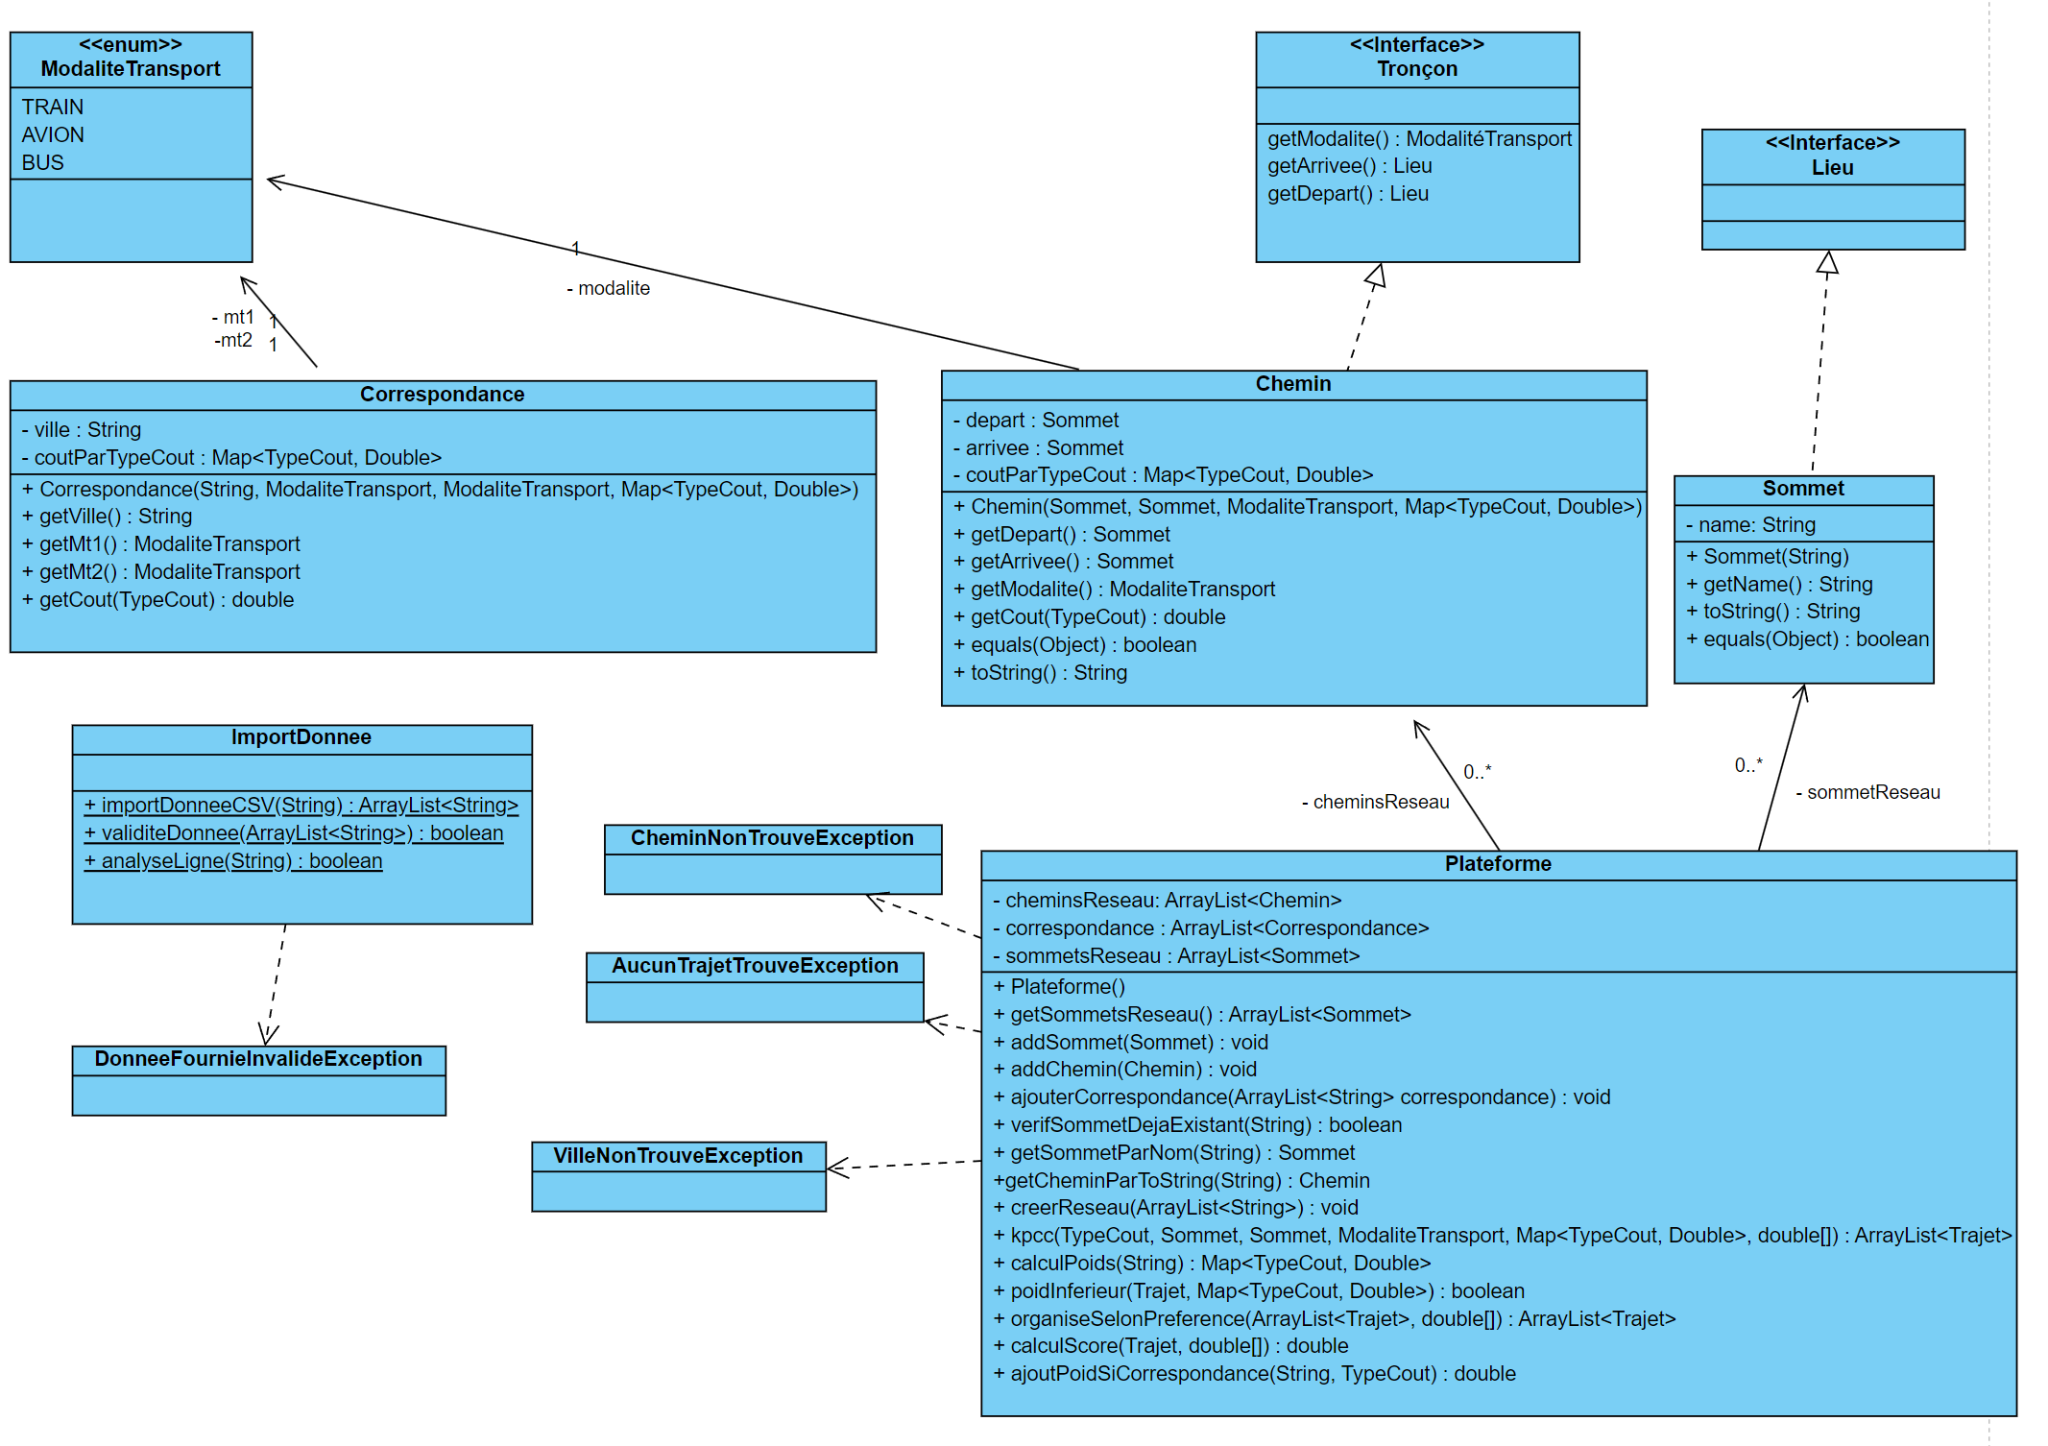 <<enum>>
ModaliteTransport
TRAIN
AVION
BUS
<<Interface>>
Tronçon
getModalite() : ModalitéTransport
getArrivee() : Lieu
getDepart() : Lieu
<<Interface>>
Lieu
1
- modalite
- mt1
1
-mt2
1
Correspondance
- ville : String
- coutParTypeCout : Map<TypeCout, Double>
+ Correspondance(String, ModaliteTransport, ModaliteTransport, Map<TypeCout, Double>)
+ getVille() : String
+ getMt1() : ModaliteTransport
+ getMt2() : ModaliteTransport
+ getCout(TypeCout) : double
Chemin
- depart : Sommet
- arrivee : Sommet
- coutParTypeCout : Map<TypeCout, Double>
+ Chemin(Sommet, Sommet, ModaliteTransport, Map<TypeCout, Double>)
+ getDepart() : Sommet
+ getArrivee() : Sommet
+ getModalite() : ModaliteTransport
+ getCout(TypeCout) : double
+ equals(Object) : boolean
+ toString() : String
Sommet
- name: String
+ Sommet(String)
+ getName() : String
+ toString() : String
+ equals(Object) : boolean
ImportDonnee
+ importDonneeCSV(String) : ArrayList<String>
+ validiteDonnee(ArrayList<String>) : boolean
+ analyseLigne(String) : boolean
DonneeFournieInvalideException
0..*
- cheminsReseau
0..*
- sommetReseau
CheminNonTrouveException
AucunTrajetTrouveException
VilleNonTrouveException
Plateforme
- cheminsReseau: ArrayList<Chemin>
- correspondance : ArrayList<Correspondance>
- sommetsReseau : ArrayList<Sommet>
+ Plateforme()
+ getSommetsReseau() : ArrayList<Sommet>
+ addSommet(Sommet) : void
+ addChemin(Chemin) : void
+ ajouterCorrespondance(ArrayList<String> correspondance) : void
+ verifSommetDejaExistant(String) : boolean
+ getSommetParNom(String) : Sommet
+getCheminParToString(String) : Chemin
+ creerReseau(ArrayList<String>) : void
+ kpcc(TypeCout, Sommet, Sommet, ModaliteTransport, Map<TypeCout, Double>, double[]) : ArrayList<Trajet>
+ calculPoids(String) : Map<TypeCout, Double>
+ poidInferieur(Trajet, Map<TypeCout, Double>) : boolean
+ organiseSelonPreference(ArrayList<Trajet>, double[]) : ArrayList<Trajet>
+ calculScore(Trajet, double[]) : double
+ ajoutPoidSiCorrespondance(String, TypeCout) : double